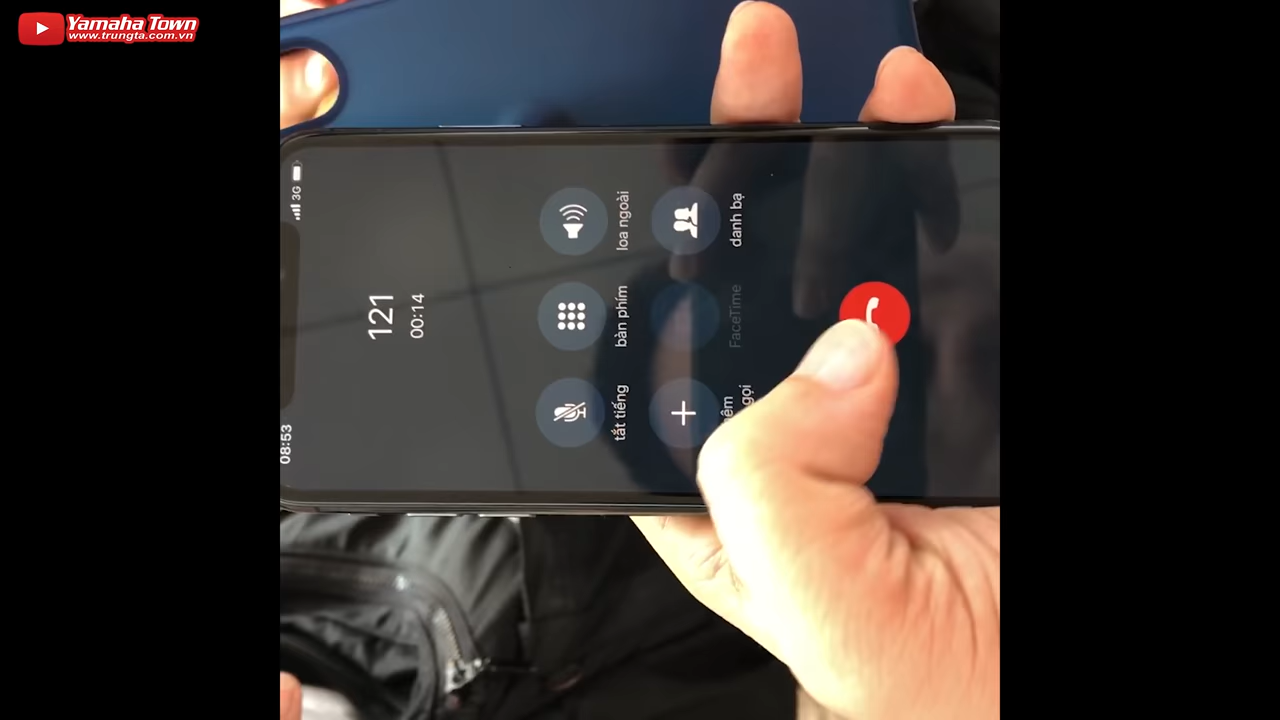 Yamaha Town
www.trungta.com.vn
08:53
3G
121
00:14
tắt tiếng
bàn phím
loa ngoài
gọi
FaceTime
danh bạ